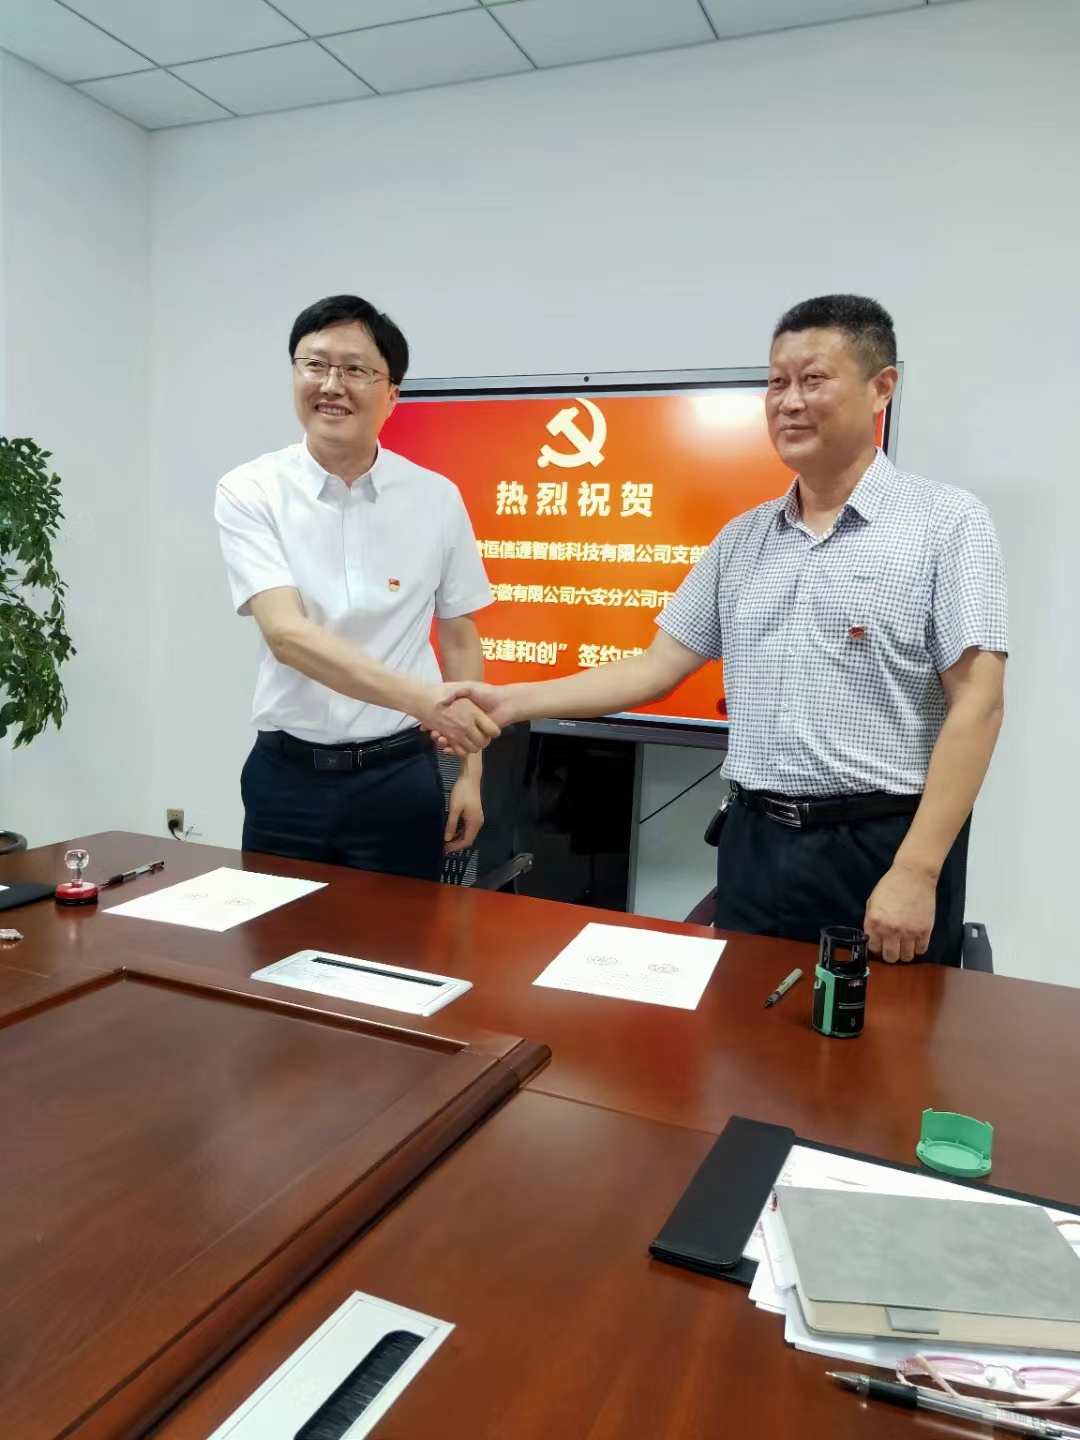 热烈祝贺
恒信通智能科技有限公司支部
安徽有限公司六安分公司市
党建和创”签约成